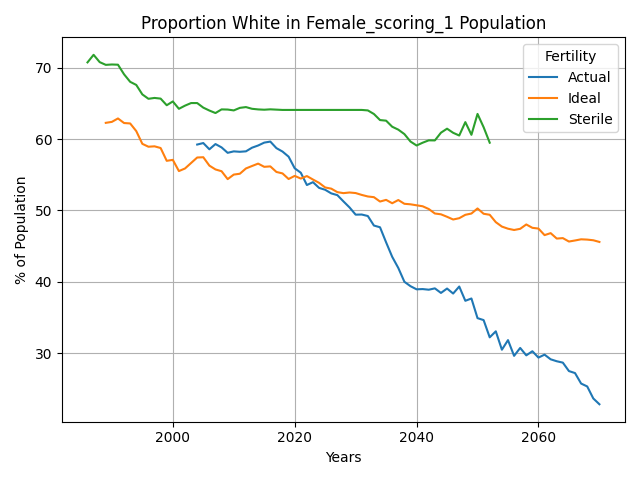 Proportion White in Female_scoring_1 Population
Fertility
Actual
Ideal
Sterile
% of Population
70
60
50
40
30
2000
2020
2040
2060
Years